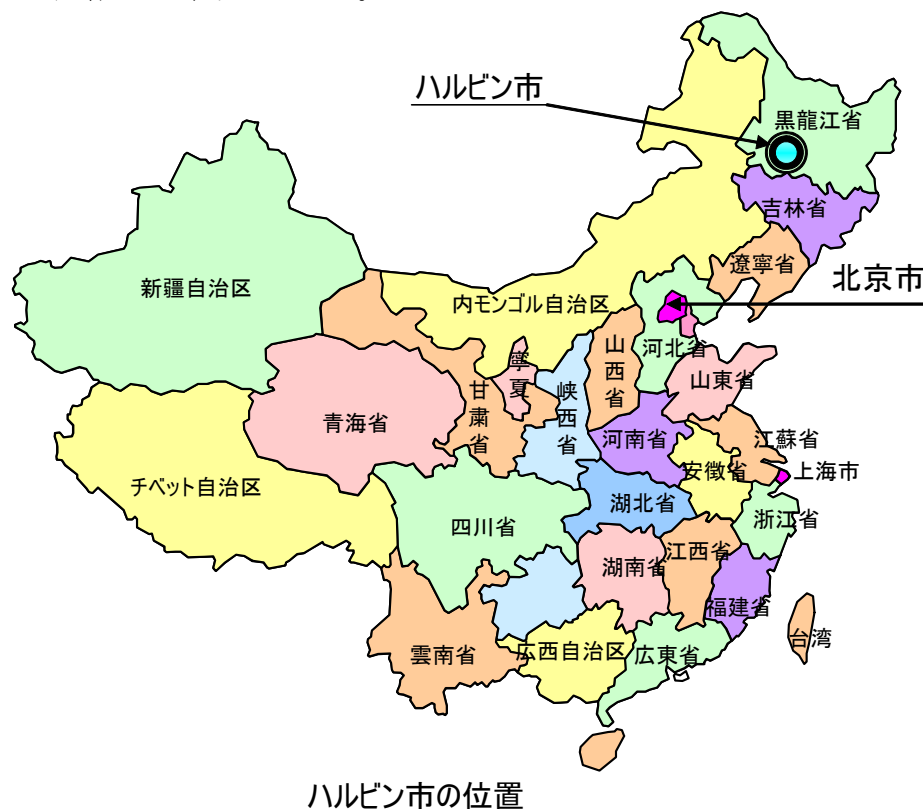 ハルビン市
黒龍江省
吉林省
遼寧省
北京市
新疆自治区
内モンゴル自治区
河北省
山西省
寧夏
甘粛省
峡西省
山東省
青海省
河南省
江蘇省
安徴省
上海市
チベット自治区
湖北省
浙江省
四川省
江西省
湖南省
福建省
台湾
雲南省
広西自治区
広東省
ハルビン市の位置